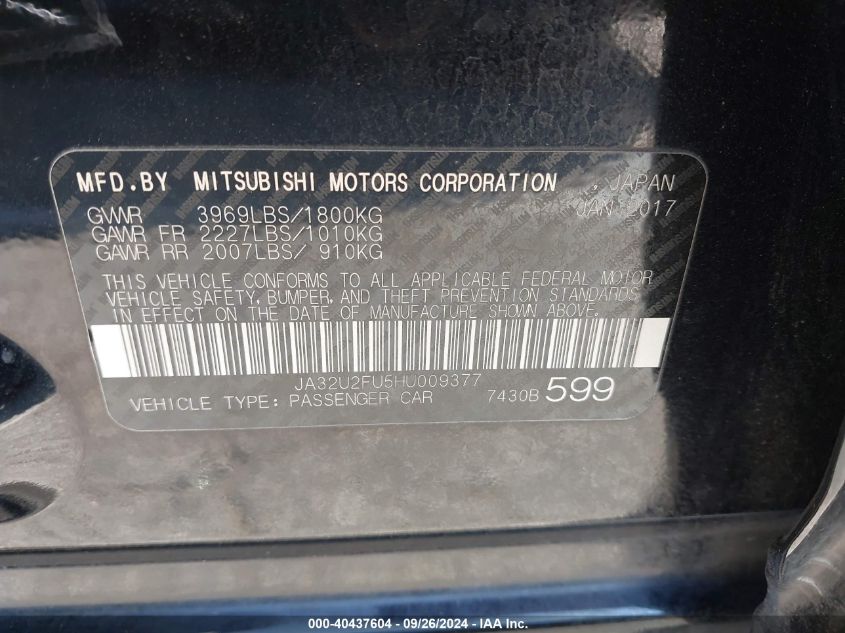 MFD.BY MITSUBISHI MOTORS CORPORATION , JAPAN
JAN 2017
GVWR 3969LBS/1800KG
GAWR FR 2227LBS/1010KG
GAWR RR 2007LBS/ 910KG
THIS VEHICLE CONFORMS TO ALL APPLICABLE FEDERAL MOTOR
VEHICLE SAFETY, BUMPER, AND THEFT PREVENTION STANDARDS
IN EFFECT ON THE DATE OF MANUFACTURE SHOWN ABOVE.
JA32U2FU5HU009377
VEHICLE TYPE: PASSENGER CAR 7430B 599
000-40437604 - 09/26/2024 - IAA Inc.